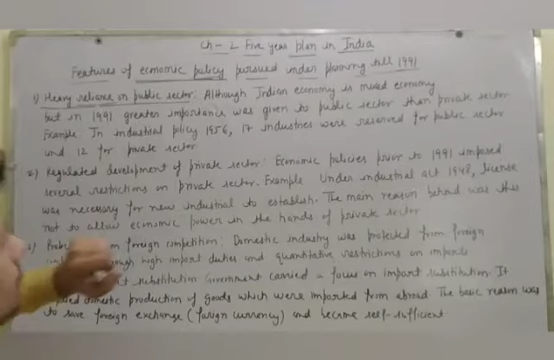 Ch - 2 Five year plan in India
Features of economic policy pursued under planning till 1991
1) Heavy reliance on public sector: Although Indian economy is mixed economy
but in 1991 greater importance was given to public sector than private sector
Example: In industrial policy 1956, 17 industries were reserved for public sector
and 12 for private sector
2) Regulated development of private sector: Economic policies prior to 1991 imposed
several restrictions on private sector. Example Under industrial act 1948, license
was necessary for new industrial to establish. The main reason behind was this
not to allow economic power in the hands of private sector
foreign competition: Domestic industry was protected from foreign
high import duties and quantitative restrictions on imports
substitution Government carried a focus on import substitution. It
domestic production of goods which were imported from abroad. The basic reason was
to save foreign exchange (foreign currency) and became self-sufficient.